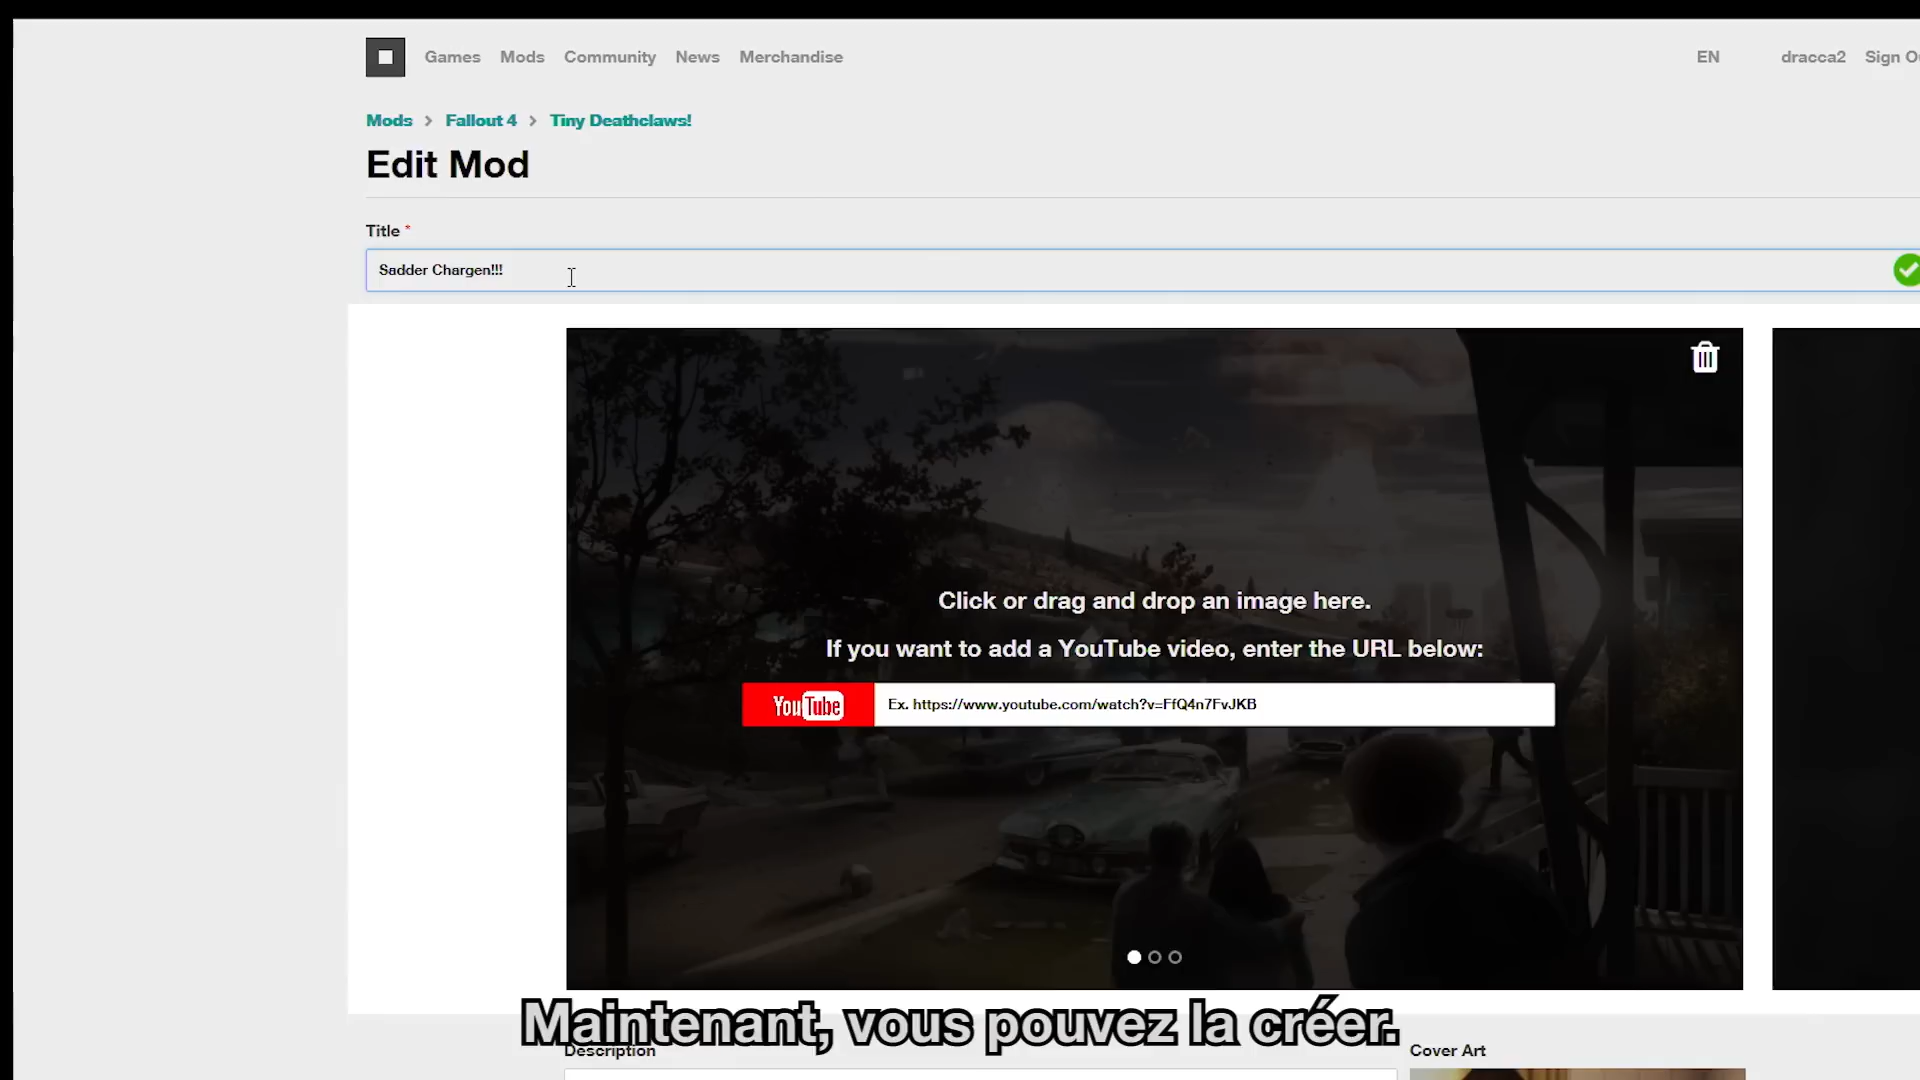 Games Mods Community News Merchandise EN dracca2 Sign
Mods > Fallout 4 > Tiny Deathclaws!
Edit Mod
Title *
Sadder Chargen!!!
Click or drag and drop an image here.
If you want to add a YouTube video, enter the URL below:
YouTube Ex. https://www.youtube.com/watch?v=FfQ4n7FvJKB
Maintenant, vous pouvez la créer.
Description Cover Art